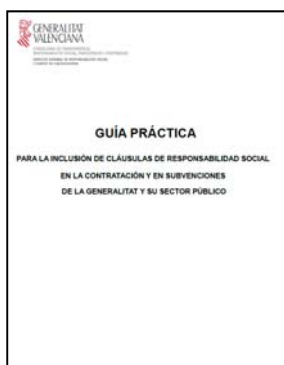 GENERALITAT
VALENCIANA
GUÍA PRÁCTICA
PARA LA INCLUSIÓN DE CLÁUSULAS DE RESPONSABILIDAD SOCIAL
EN LA CONTRATACIÓN Y EN SUBVENCIONES
DE LA GENERALITAT Y SU SECTOR PÚBLICO